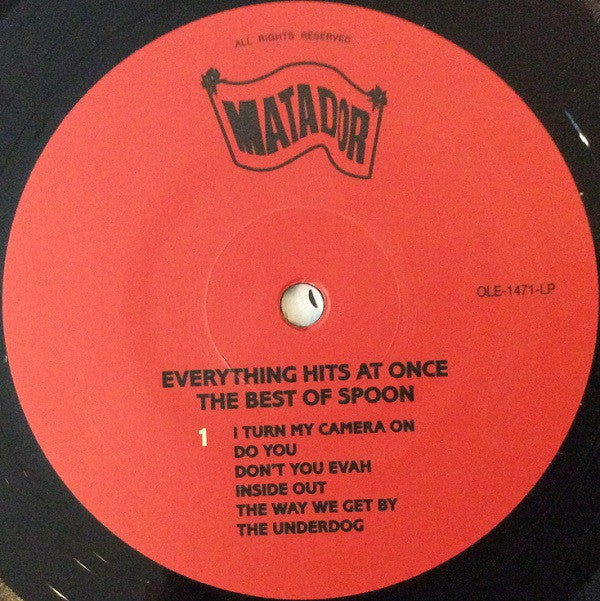 ALL RIGHTS RESERVED
MATADOR
OLE-1471-LP
EVERYTHING HITS AT ONCE
THE BEST OF SPOON
1 I TURN MY CAMERA ON
DO YOU
DON'T YOU EVAH
INSIDE OUT
THE WAY WE GET BY
THE UNDERDOG